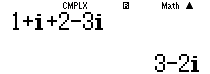 CMPLX R Math ▲
1+i+2-3i
3-2i